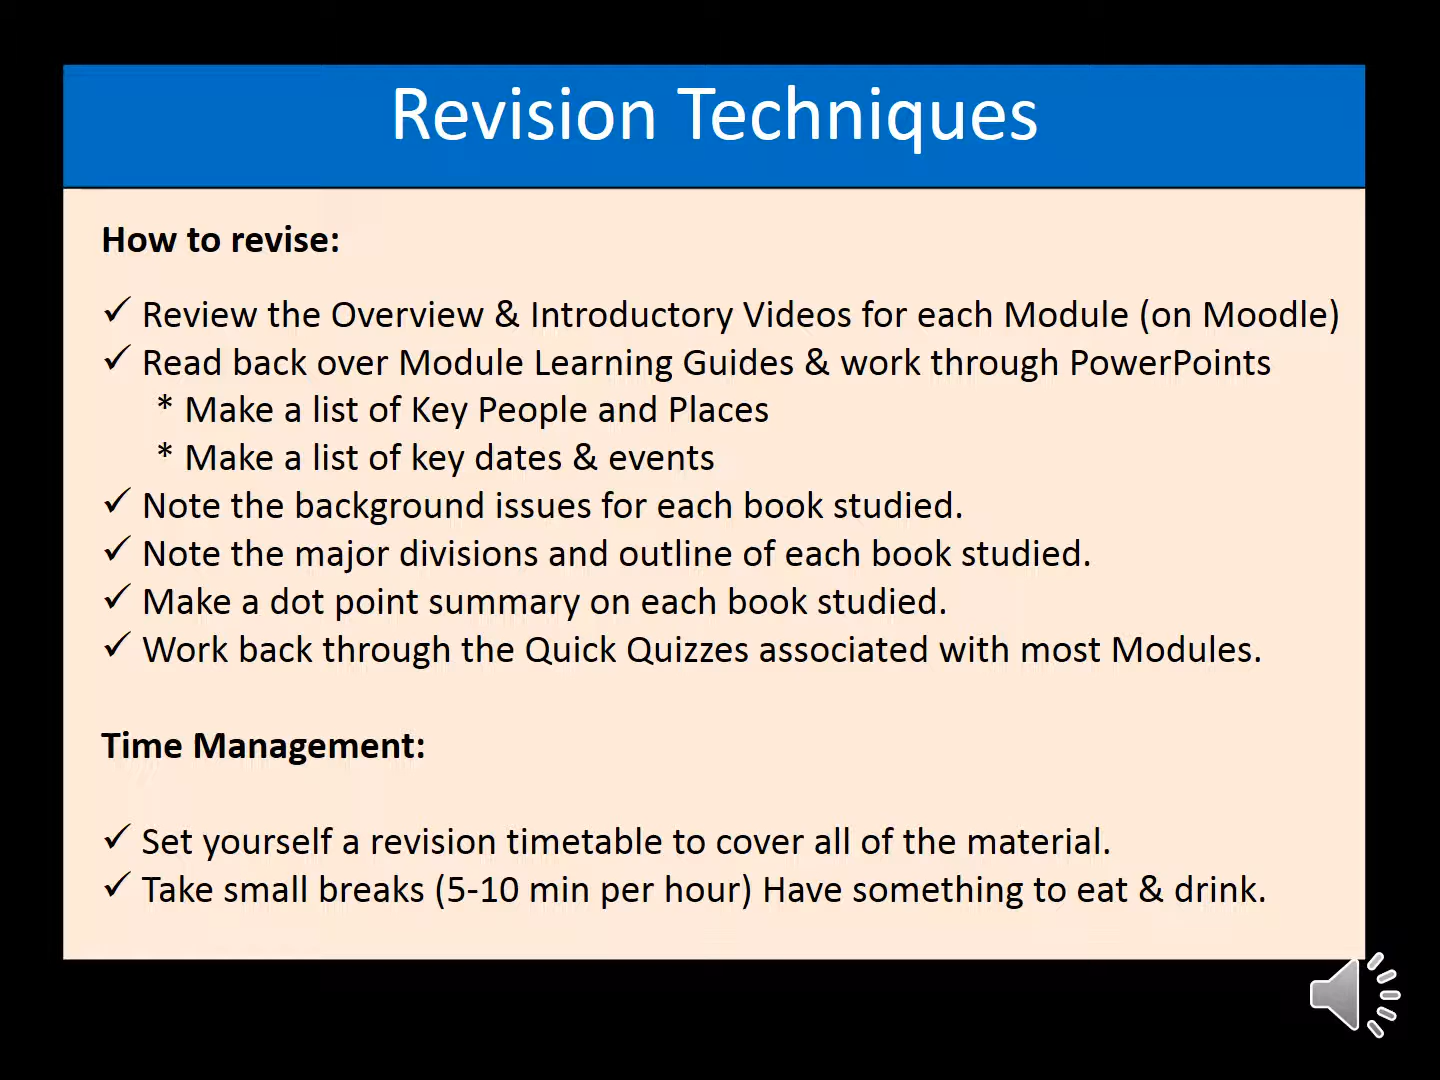 Revision Techniques
How to revise:
✓ Review the Overview & Introductory Videos for each Module (on Moodle)
✓ Read back over Module Learning Guides & work through PowerPoints
* Make a list of Key People and Places
* Make a list of key dates & events
✓ Note the background issues for each book studied.
✓ Note the major divisions and outline of each book studied.
✓ Make a dot point summary on each book studied.
✓ Work back through the Quick Quizzes associated with most Modules.
Time Management:
✓ Set yourself a revision timetable to cover all of the material.
✓ Take small breaks (5-10 min per hour) Have something to eat & drink.